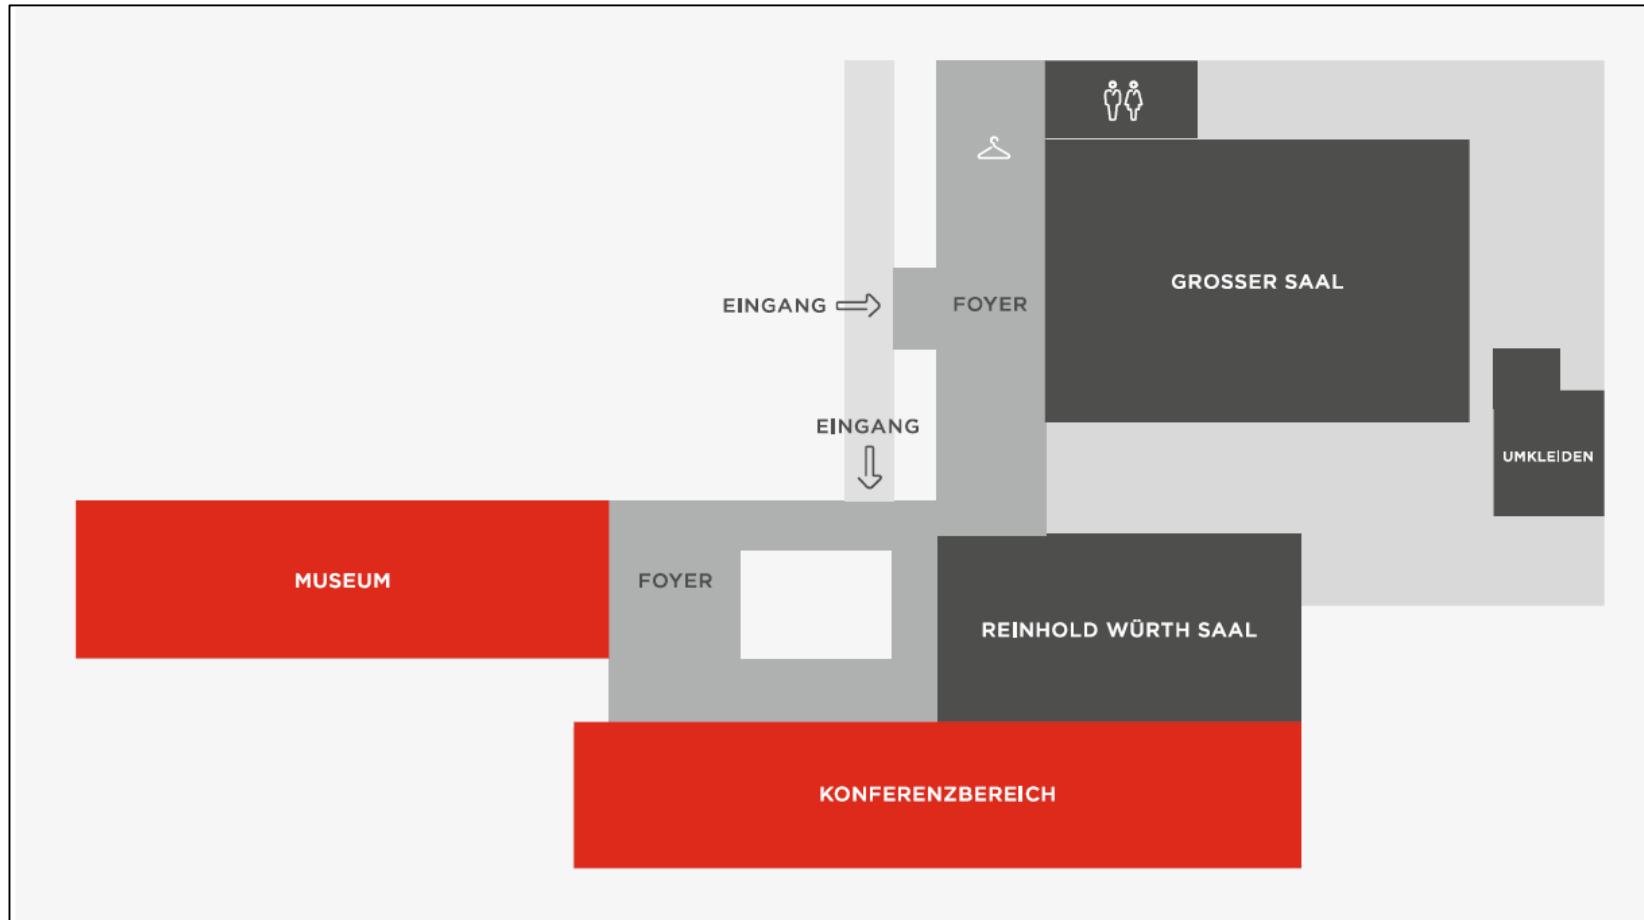 GROSSER SAAL
EINGANG
FOYER
EINGANG
UMKLEIDEN
MUSEUM
FOYER
REINHOLD WÜRTH SAAL
KONFERENZBEREICH